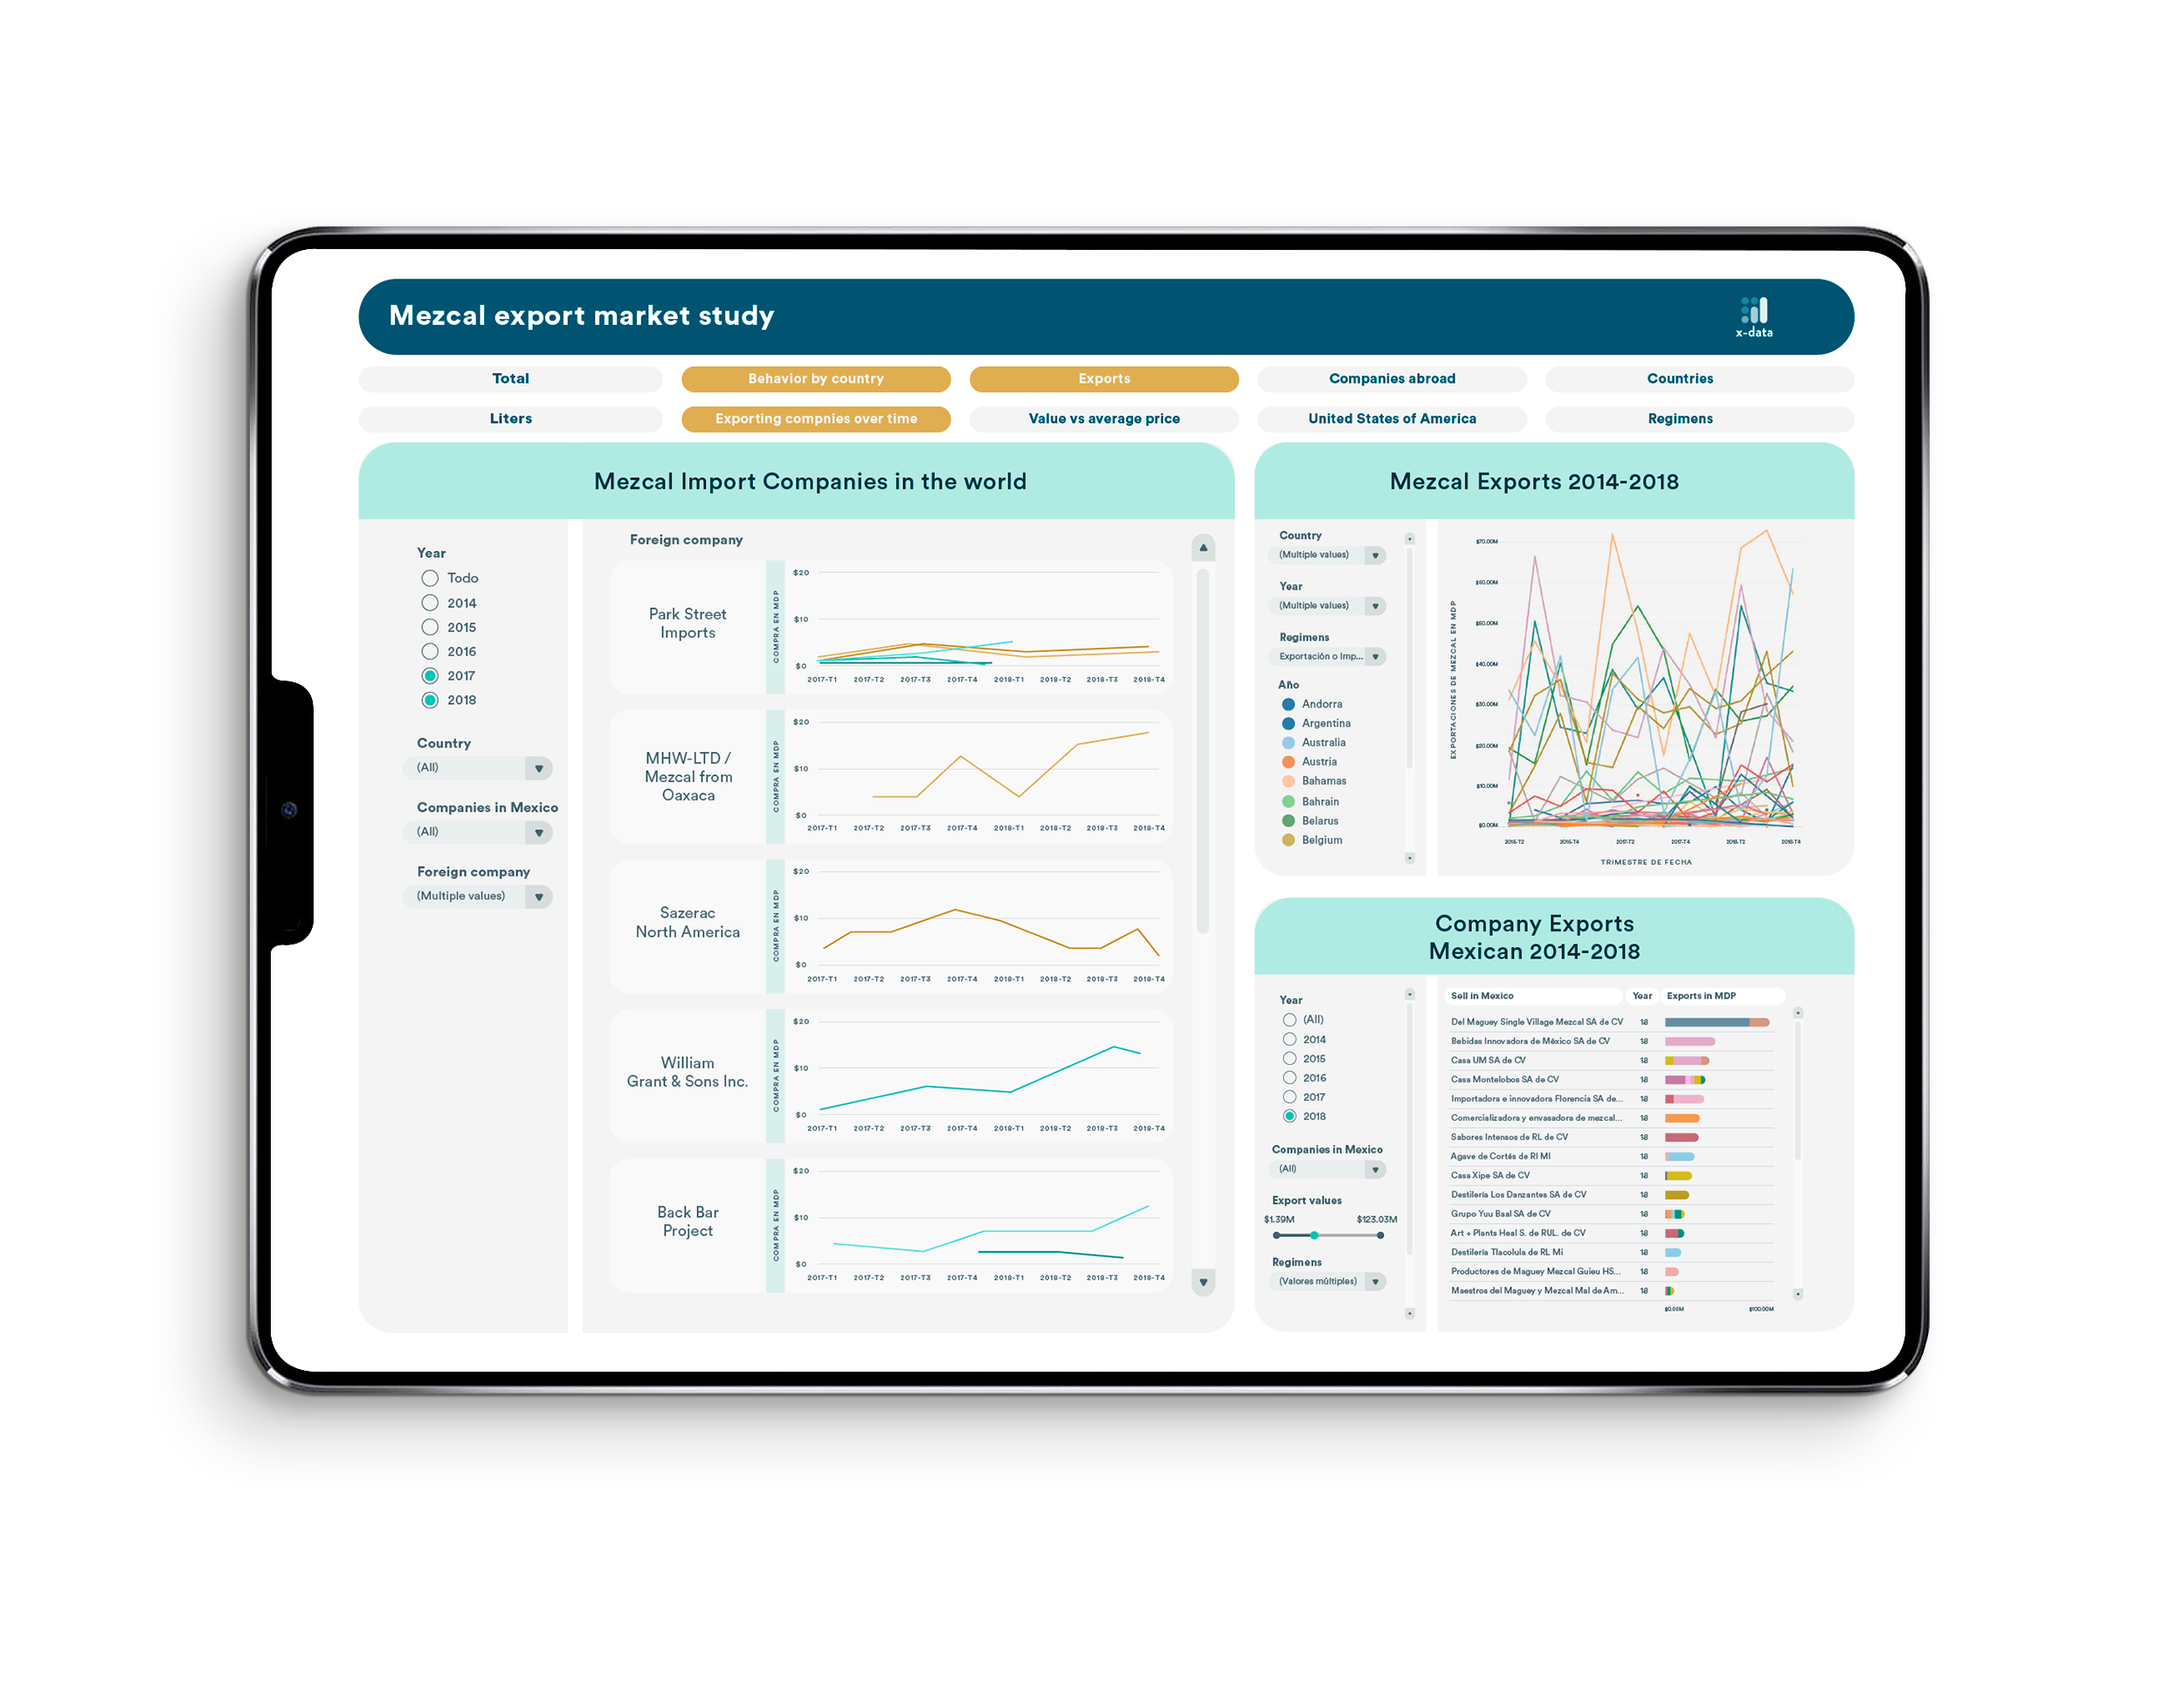 Mezcal export market study
x-data
Total
Behavior by country
Exports
Companies abroad
Countries
Liters
Exporting compnies over time
Value vs average price
United States of America
Regimens
Mezcal Import Companies in the world
Year
Todo
2014
2015
2016
2017
2018
Country
(All)
Companies in Mexico
(All)
Foreign company
(Multiple values)
Foreign company
Park Street
Imports
COMPRA EN MDP
$20
$10
$0
2017-T1 2017-T2 2017-T3 2017-T4 2018-T1 2018-T2 2018-T3 2018-T4
MHW-LTD /
Mezcal from
Oaxaca
COMPRA EN MDP
$20
$10
$0
2017-T1 2017-T2 2017-T3 2017-T4 2018-T1 2018-T2 2018-T3 2018-T4
Sazerac
North America
COMPRA EN MDP
$20
$10
$0
2017-T1 2017-T2 2017-T3 2017-T4 2018-T1 2018-T2 2018-T3 2018-T4
William
Grant & Sons Inc.
COMPRA EN MDP
$20
$10
$0
2017-T1 2017-T2 2017-T3 2017-T4 2018-T1 2018-T2 2018-T3 2018-T4
Back Bar
Project
COMPRA EN MDP
$20
$10
$0
2017-T1 2017-T2 2017-T3 2017-T4 2018-T1 2018-T2 2018-T3 2018-T4
Mezcal Exports 2014-2018
Country
(Multiple values)
Year
(Multiple values)
Regimens
Exportación o Imp...
Año
Andorra
Argentina
Australia
Austria
Bahamas
Bahrain
Belarus
Belgium
EXPORTACIONES DE MEZCAL EN MDP
$70.00M
$60.00M
$50.00M
$40.00M
$30.00M
$20.00M
$10.00M
$0.00M
2016-T2 2016-T4 2017-T2 2017-T4 2018-T2 2018-T4
TRIMESTRE DE FECHA
Company Exports
Mexican 2014-2018
Year
(All)
2014
2015
2016
2017
2018
Companies in Mexico
(All)
Export values
$1.39M $123.03M
Regimens
(Valores múltiples)
Sell in Mexico Year Exports in MDP
Del Maguey Single Village Mezcal SA de CV 18
Bebidas Innovadora de México SA de CV 18
Casa UM SA de CV 18
Casa Montelobos SA de CV 18
Importadora e innovadora Florencia SA de... 18
Comercializadora y envasadora de mezcal... 18
Sabores Intensos de RL de CV 18
Agave de Cortés de RI MI 18
Casa Xipe SA de CV 18
Destilería Los Danzantes SA de CV 18
Grupo Yuu Baal SA de CV 18
Art + Plants Heal S. de RUL. de CV 18
Destilería Tlacolula de RL Mi 18
Productores de Maguey Mezcal Guieu HS... 18
Maestros del Maguey y Mezcal Mal de Am... 18
$0.00M $100.00M